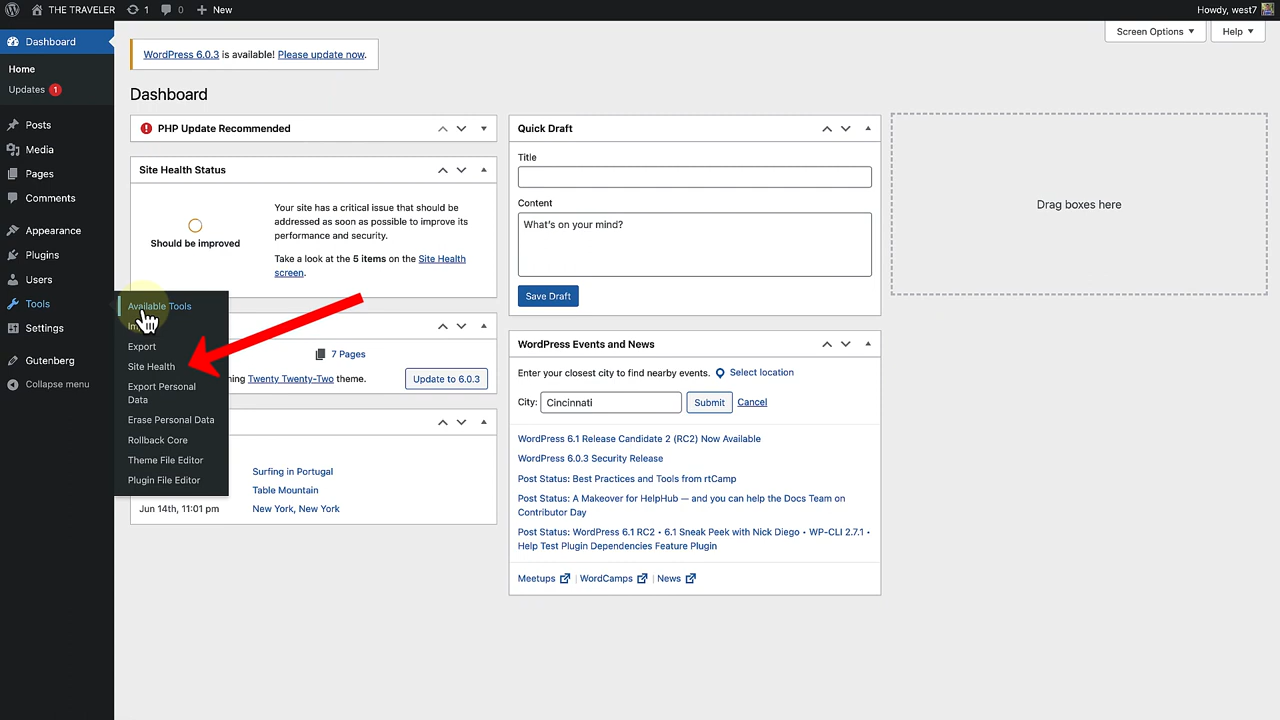 THE TRAVELER 1 0 New
Howdy, west7
Dashboard
Home
Updates 1
Posts
Media
Pages
Comments
Appearance
Plugins
Users
Tools
Settings
Gutenberg
Collapse menu
Available Tools
Export
Site Health
Export Personal
Data
Erase Personal Data
Rollback Core
Theme File Editor
Plugin File Editor
Screen Options
Help
WordPress 6.0.3 is available! Please update now.
Dashboard
PHP Update Recommended
Site Health Status
Should be improved
Your site has a critical issue that should be
addressed as soon as possible to improve its
performance and security.
Take a look at the 5 items on the Site Health
screen.
7 Pages
Twenty Twenty-Two theme.
Update to 6.0.3
Surfing in Portugal
Table Mountain
Jun 14th, 11:01 pm New York, New York
Quick Draft
Title
Content
What's on your mind?
Save Draft
WordPress Events and News
Enter your closest city to find nearby events. Select location
City: Cincinnati Submit Cancel
WordPress 6.1 Release Candidate 2 (RC2) Now Available
WordPress 6.0.3 Security Release
Post Status: Best Practices and Tools from rtCamp
Post Status: A Makeover for HelpHub — and you can help the Docs Team on
Contributor Day
Post Status: WordPress 6.1 RC2 • 6.1 Sneak Peek with Nick Diego • WP-CLI 2.7.1 •
Help Test Plugin Dependencies Feature Plugin
Meetups | WordCamps | News
Drag boxes here